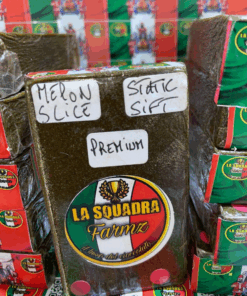 MELON
SLICE
STATIC
SIFT
PREMIUM
LA SQUADRA
Farmz